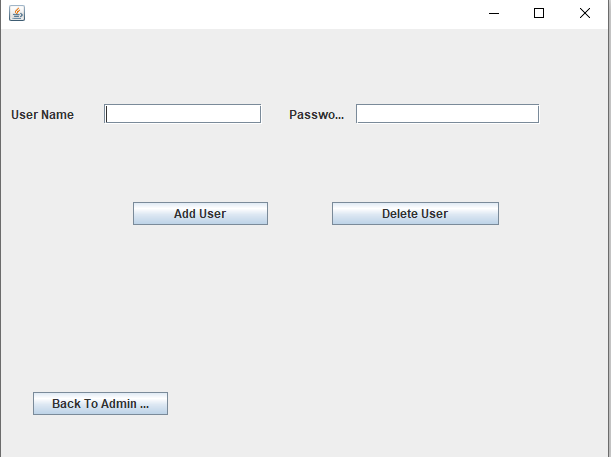 User Name
Passwo...
Add User
Delete User
Back To Admin ...